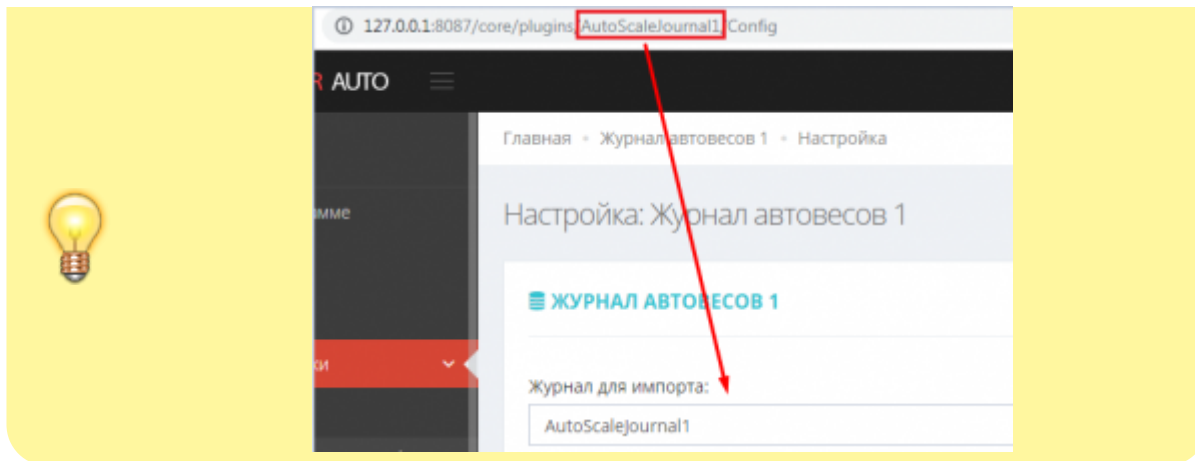 127.0.0.1:8087/core/plugins/AutoScaleJournal1/Config
R AUTO
Главная • Журнал автовесов 1 • Настройка
амме
Настройка: Журнал автовесов 1
ЖУРНАЛ АВТОВЕСОВ 1
ки
Журнал для импорта:
AutoScaleJournal1